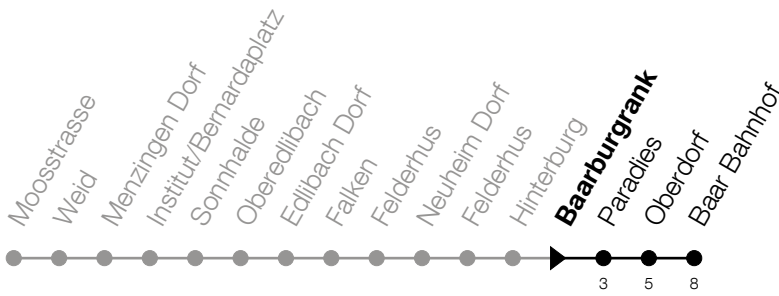 Moosstrasse
Weid
Menzingen Dorf
Institut/Bernardaplatz
Sonnhalde
Oberedlibach
Edlibach Dorf
Falken
Felderhus
Neuheim Dorf
Felderhus
Hinterburg
Baarburgrank
Paradies
Oberdorf
Baar Bahnhof
3 5 8